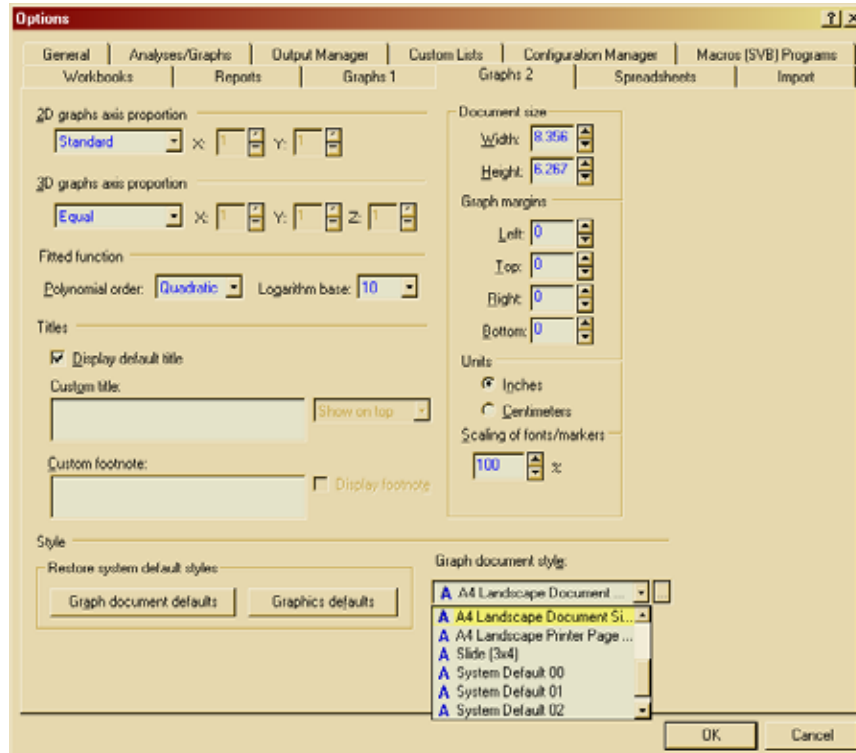 Options
General Analyses/Graphs Output Manager Custom Lists Configuration Manager Macros (SVB) Programs
Workbooks Reports Graphs 1 Graphs 2 Spreadsheets Import
2D graphs axis proportion
Standard X: 1 Y: 1
3D graphs axis proportion
Equal X: 1 Y: 1 Z: 1
Fitted function
Polynomial order: Quadratic Logarithm base: 10
Titles
Display default title
Custom title:
Show on top
Custom footnote:
Display footnote
Document size
Width: 8.356
Height: 6.267
Graph margins
Left: 0
Top: 0
Right: 0
Bottom: 0
Units
Inches
Centimeters
Scaling of fonts/markers
100 %
Style
Restore system default styles
Graph document defaults Graphics defaults
Graph document style:
A A4 Landscape Document ... ...
A A4 Landscape Document Si...
A A4 Landscape Printer Page ...
A Slide (3x4)
A System Default 00
A System Default 01
A System Default 02
OK Cancel